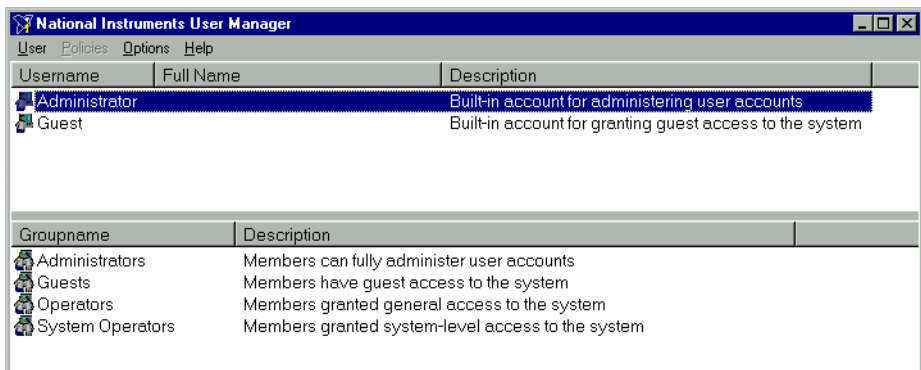 National Instruments User Manager
User Policies Options Help
Username Full Name Description
Administrator Built-in account for administering user accounts
Guest Built-in account for granting guest access to the system
Groupname Description
Administrators Members can fully administer user accounts
Guests Members have guest access to the system
Operators Members granted general access to the system
System Operators Members granted system-level access to the system